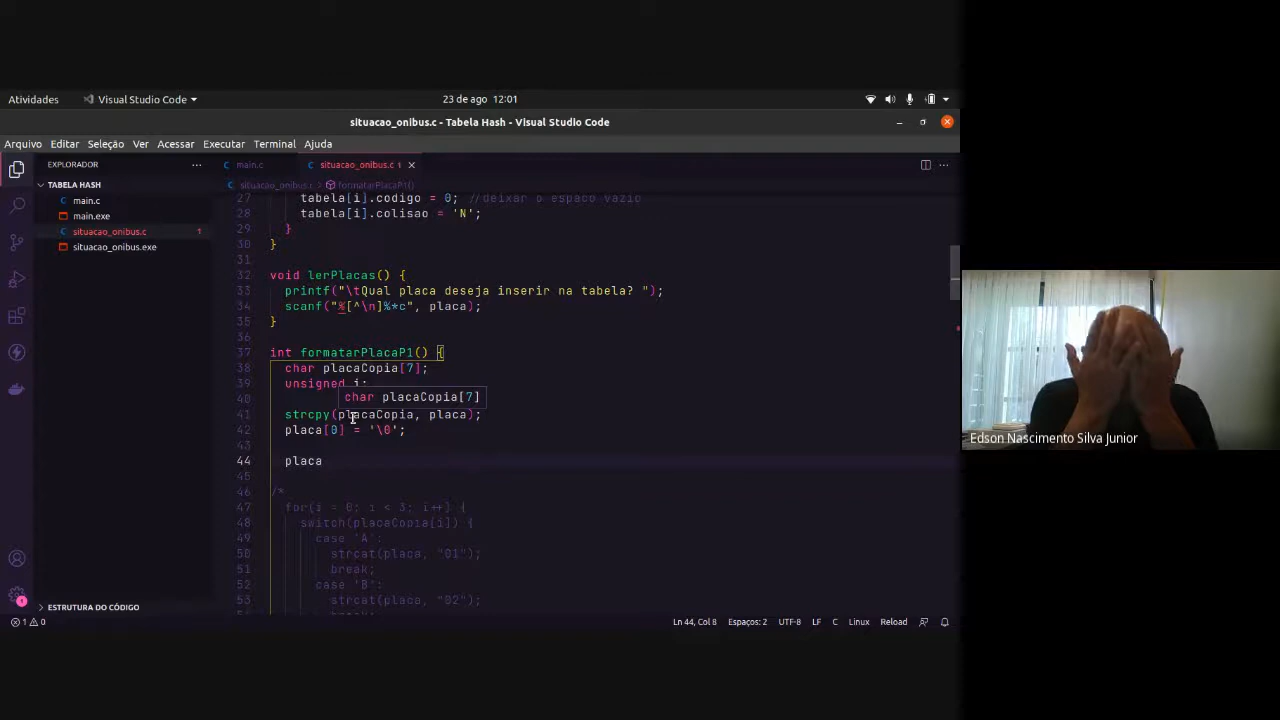 Atividades
Visual Studio Code
23 de ago 12:01
situacao_onibus.c - Tabela Hash - Visual Studio Code
Arquivo Editar Seleção Ver Acessar Executar Terminal Ajuda
EXPLORADOR
TABELA HASH
main.c
main.exe
situacao_onibus.c 1
situacao_onibus.exe
ESTRUTURA DO CÓDIGO
main.c
situacao_onibus.c 1
situacao_onibus.c > formatarPlacaP1()
27 tabela[i].codigo = 0; //deixar o espaco vazio
28 tabela[i].colisao = 'N';
29 }
30 }
31
32 void lerPlacas() {
33 printf("\tQual placa deseja inserir na tabela? ");
34 scanf("%[^\n]%*c", placa);
35 }
36
37 int formatarPlacaP1() {
38 char placaCopia[7];
39 unsigned i;
char placaCopia[7]
40
41 strcpy(placaCopia, placa);
42 placa[0] = '\0';
43
44 placa
45
46 /*
47 for(i = 0; i < 3; i++) {
48 switch(placaCopia[i]) {
49 case 'A':
50 strcat(placa, "01");
51 break;
52 case 'B':
53 strcat(placa, "02");
1 0
Ln 44, Col 8 Espaços: 2 UTF-8 LF C Linux Reload
Edson Nascimento Silva Junior